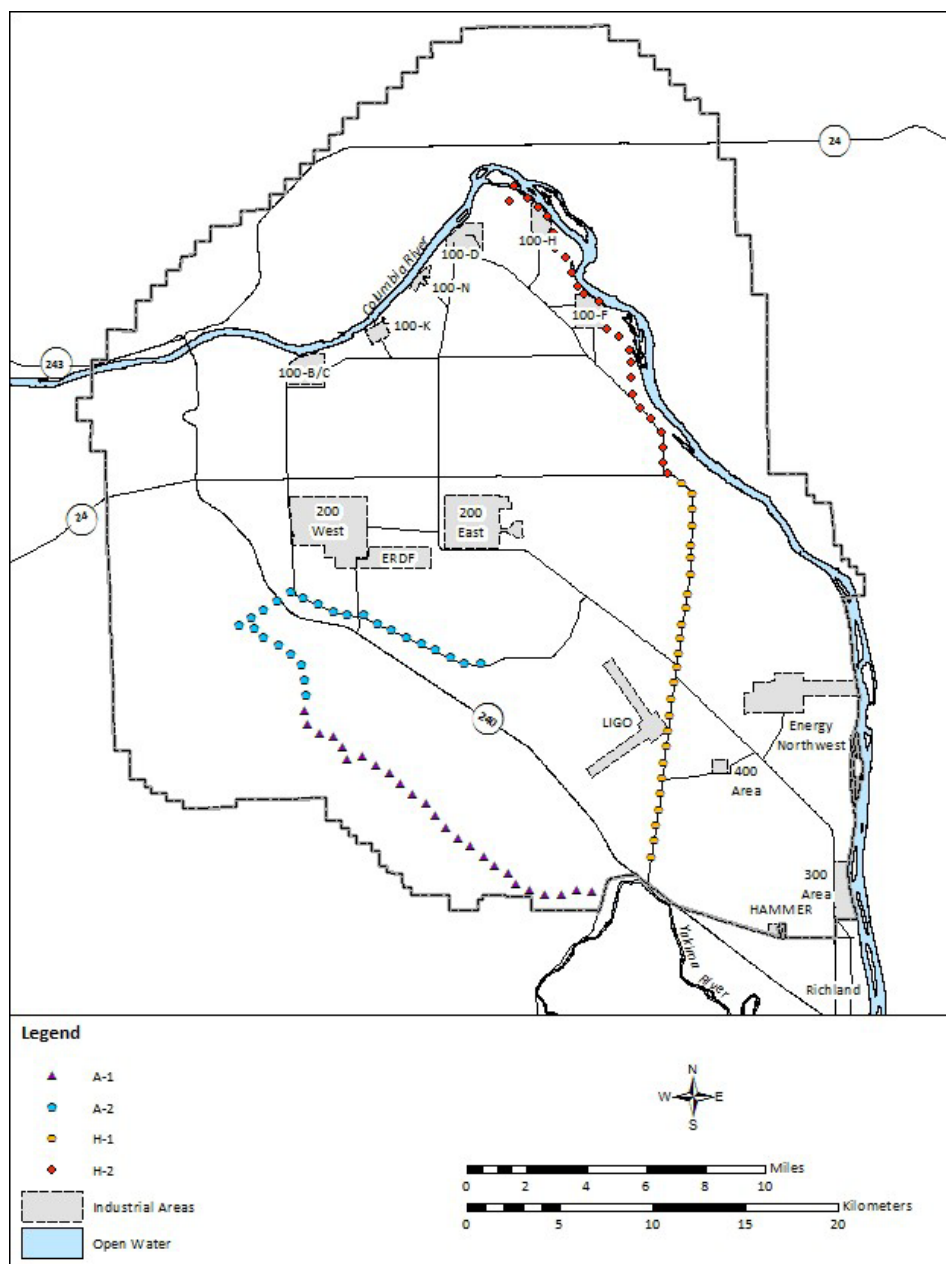 24
Columbia River
100-H
100-D
100-N
100-F
100-K
243
100-B/C
24
200
West
200
East
ERDF
240
LIGO
Energy
Northwest
400
Area
300
Area
HAMMER
Yakima
River
Richland
Legend
A-1
A-2
H-1
H-2
Industrial Areas
Open Water
N
W E
S
Miles
0 2 4 6 8 10
Kilometers
0 5 10 15 20